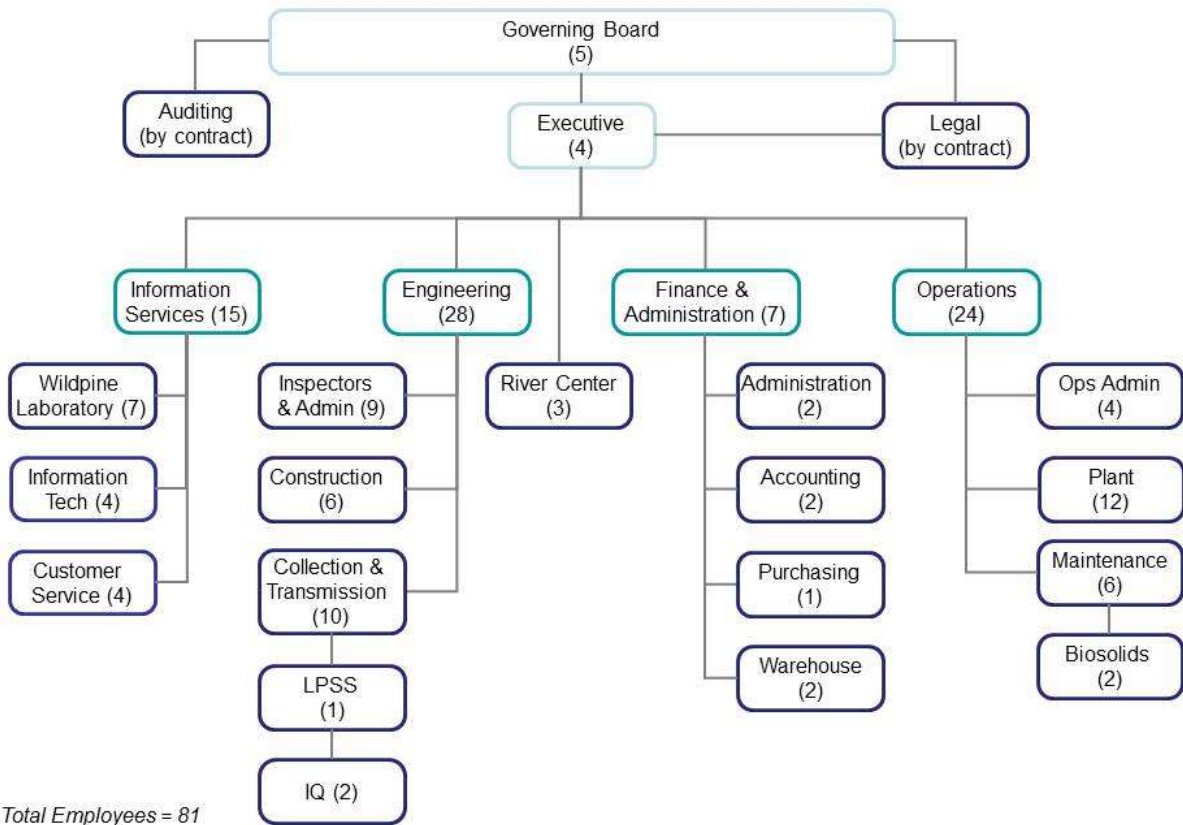 Governing Board
(5)
Auditing
(by contract)
Executive
(4)
Legal
(by contract)
Information
Services (15)
Engineering
(28)
Finance &
Administration (7)
Operations
(24)
Wildpine
Laboratory (7)
Inspectors
& Admin (9)
River Center
(3)
Administration
(2)
Ops Admin
(4)
Information
Tech (4)
Construction
(6)
Accounting
(2)
Plant
(12)
Customer
Service (4)
Collection &
Transmission
(10)
Purchasing
(1)
Maintenance
(6)
LPSS
(1)
Warehouse
(2)
Biosolids
(2)
IQ (2)
Total Employees = 81